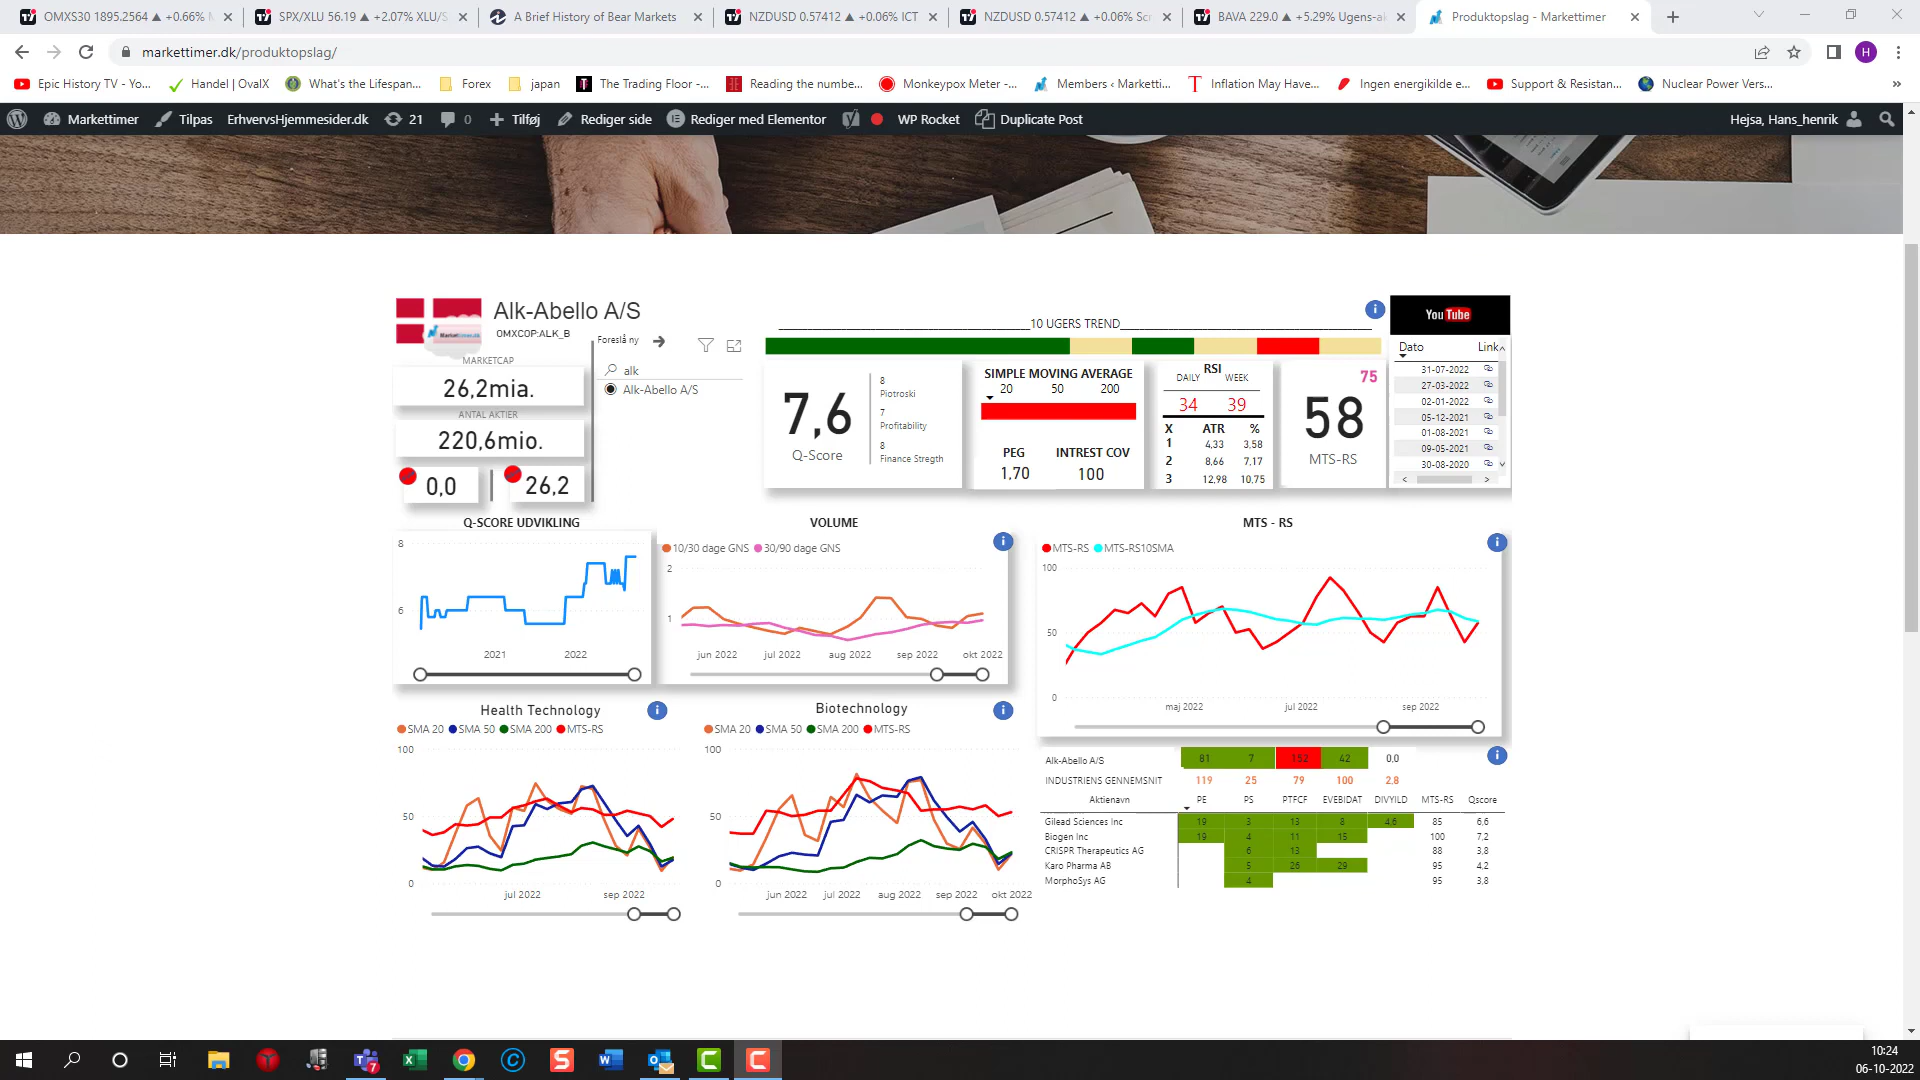 OMXS30 1895.2564 ▲ +0.66%
SPX/XLU 56.19 ▲ +2.07% XLU/S
A Brief History of Bear Markets
NZDUSD 0.57412 ▲ +0.06% ICT
NZDUSD 0.57412 ▲ +0.06% Scr
BAVA 229.0 ▲ +5.29% Ugens-ak
Produktopslag - Markettimer
markettimer.dk/produktopslag/
H
Epic History TV - Yo...
Handel | OvalX
What's the Lifespan...
Forex
japan
The Trading Floor -...
Reading the numbe...
Monkeypox Meter -...
Members ‹ Marketti...
Inflation May Have...
Ingen energikilde e...
Support & Resistan...
Nuclear Power Vers...
Markettimer
Tilpas
ErhvervsHjemmesider.dk
21
0
Tilføj
Rediger side
Rediger med Elementor
WP Rocket
Duplicate Post
Hejsa, Hans_henrik
Alk-Abello A/S
OMXCOP:ALK_B
Foreslå ny
alk
Alk-Abello A/S
MARKETCAP
26,2mia.
ANTAL AKTIER
220,6mio.
0,0
26,2
10 UGERS TREND
7,6
Q-Score
8
Piotroski
7
Profitability
8
Finance Stregth
SIMPLE MOVING AVERAGE
20 50 200
PEG INTREST COV
1,70 100
RSI
DAILY WEEK
34 39
X ATR %
1 4,33 3,58
2 8,66 7,17
3 12,98 10,75
75
58
MTS-RS
YouTube
Dato Link
31-07-2022
27-03-2022
02-01-2022
05-12-2021
01-08-2021
09-05-2021
30-08-2020
Q-SCORE UDVIKLING
8
6
2021 2022
VOLUME
10/30 dage GNS 30/90 dage GNS
2
1
jun 2022 jul 2022 aug 2022 sep 2022 okt 2022
MTS - RS
MTS-RS MTS-RS10SMA
100
50
0
maj 2022 jul 2022 sep 2022
Health Technology
SMA 20 SMA 50 SMA 200 MTS-RS
100
50
0
jul 2022 sep 2022
Biotechnology
SMA 20 SMA 50 SMA 200 MTS-RS
100
50
0
jun 2022 jul 2022 aug 2022 sep 2022 okt 2022
Alk-Abello A/S 81 7 152 42 0,0
INDUSTRIENS GENNEMSNIT 119 25 79 100 2.8
Aktienavn PE PS PTFCF EVEBIDAT DIVYILD MTS-RS Qscore
Gilead Sciences Inc 19 3 13 8 4,6 85 6,6
Biogen Inc 19 4 11 15 100 7,2
CRISPR Therapeutics AG 6 13 88 3,8
Karo Pharma AB 5 26 29 95 4,2
MorphoSys AG 4 95 3,8
10:24
06-10-2022